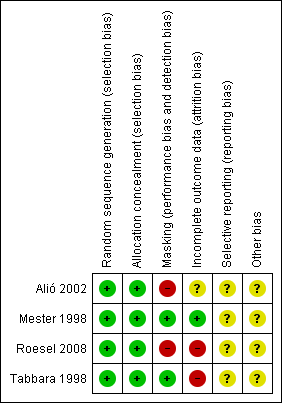 Random sequence generation (selection bias)
Allocation concealment (selection bias)
Masking (performance bias and detection bias)
Incomplete outcome data (attrition bias)
Selective reporting (reporting bias)
Other bias
Alió 2002 + + - ? ? ?
Mester 1998 + + + + ? ?
Roesel 2008 + + - - ? ?
Tabbara 1998 + + + - ? ?